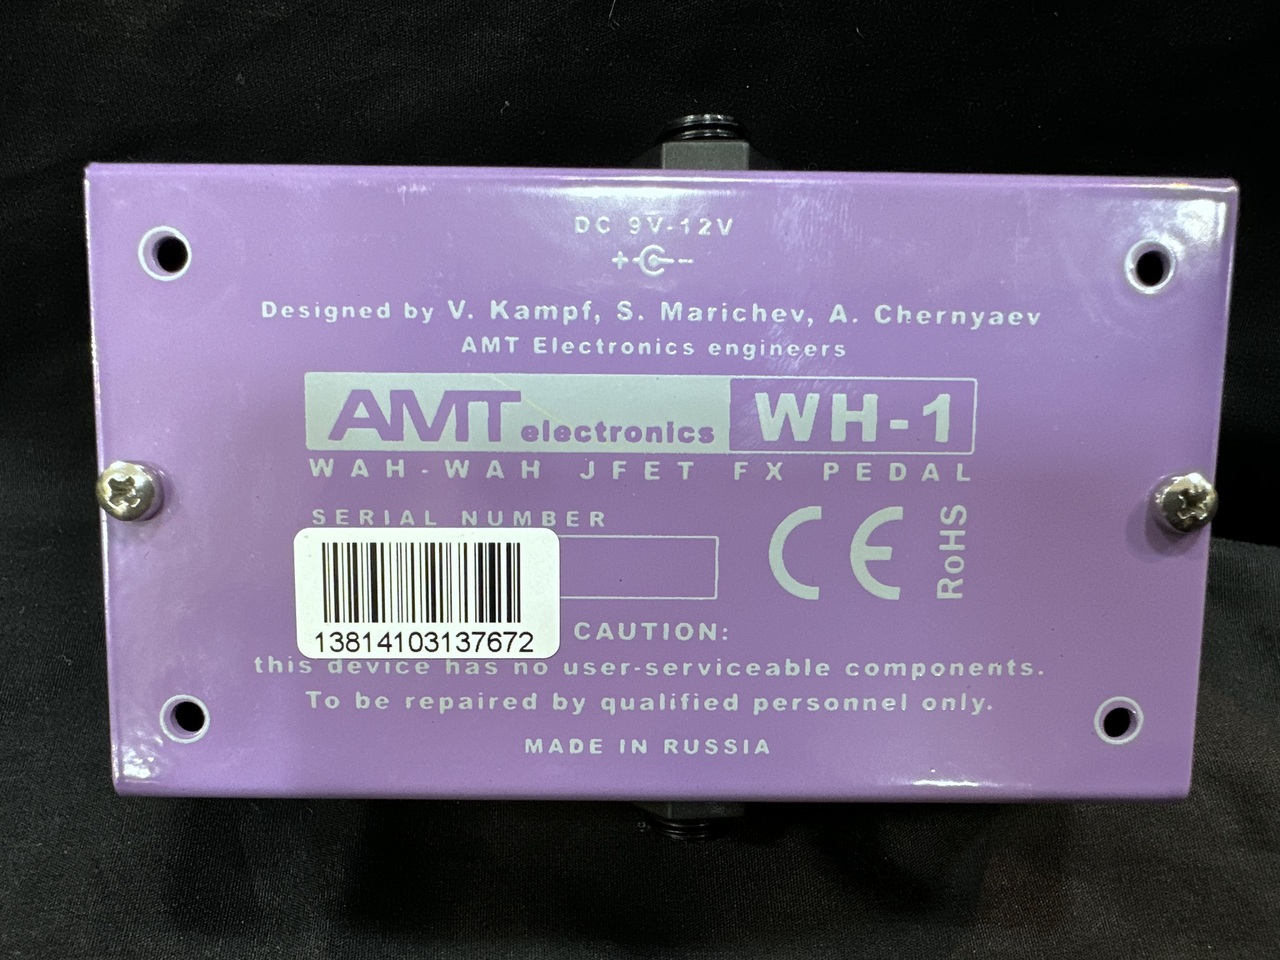 DC 9V-12V
+ -
Designed by V. Kampf, S. Marichev, A. Chernyaev
AMT Electronics engineers
AMT electronics WH-1
WAH-WAH JFET FX PEDAL
SERIAL NUMBER
CE RoHS
13814103137672
CAUTION:
this device has no user-serviceable components.
To be repaired by qualified personnel only.
MADE IN RUSSIA